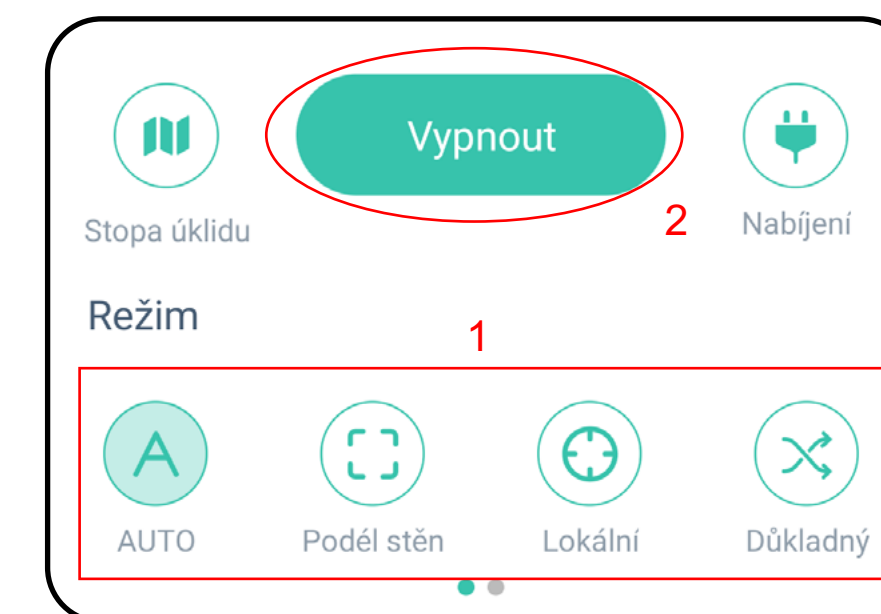 Vypnout
2
Stopa úklidu
Nabíjení
Režim
1
AUTO
Podél stěn
Lokální
Důkladný